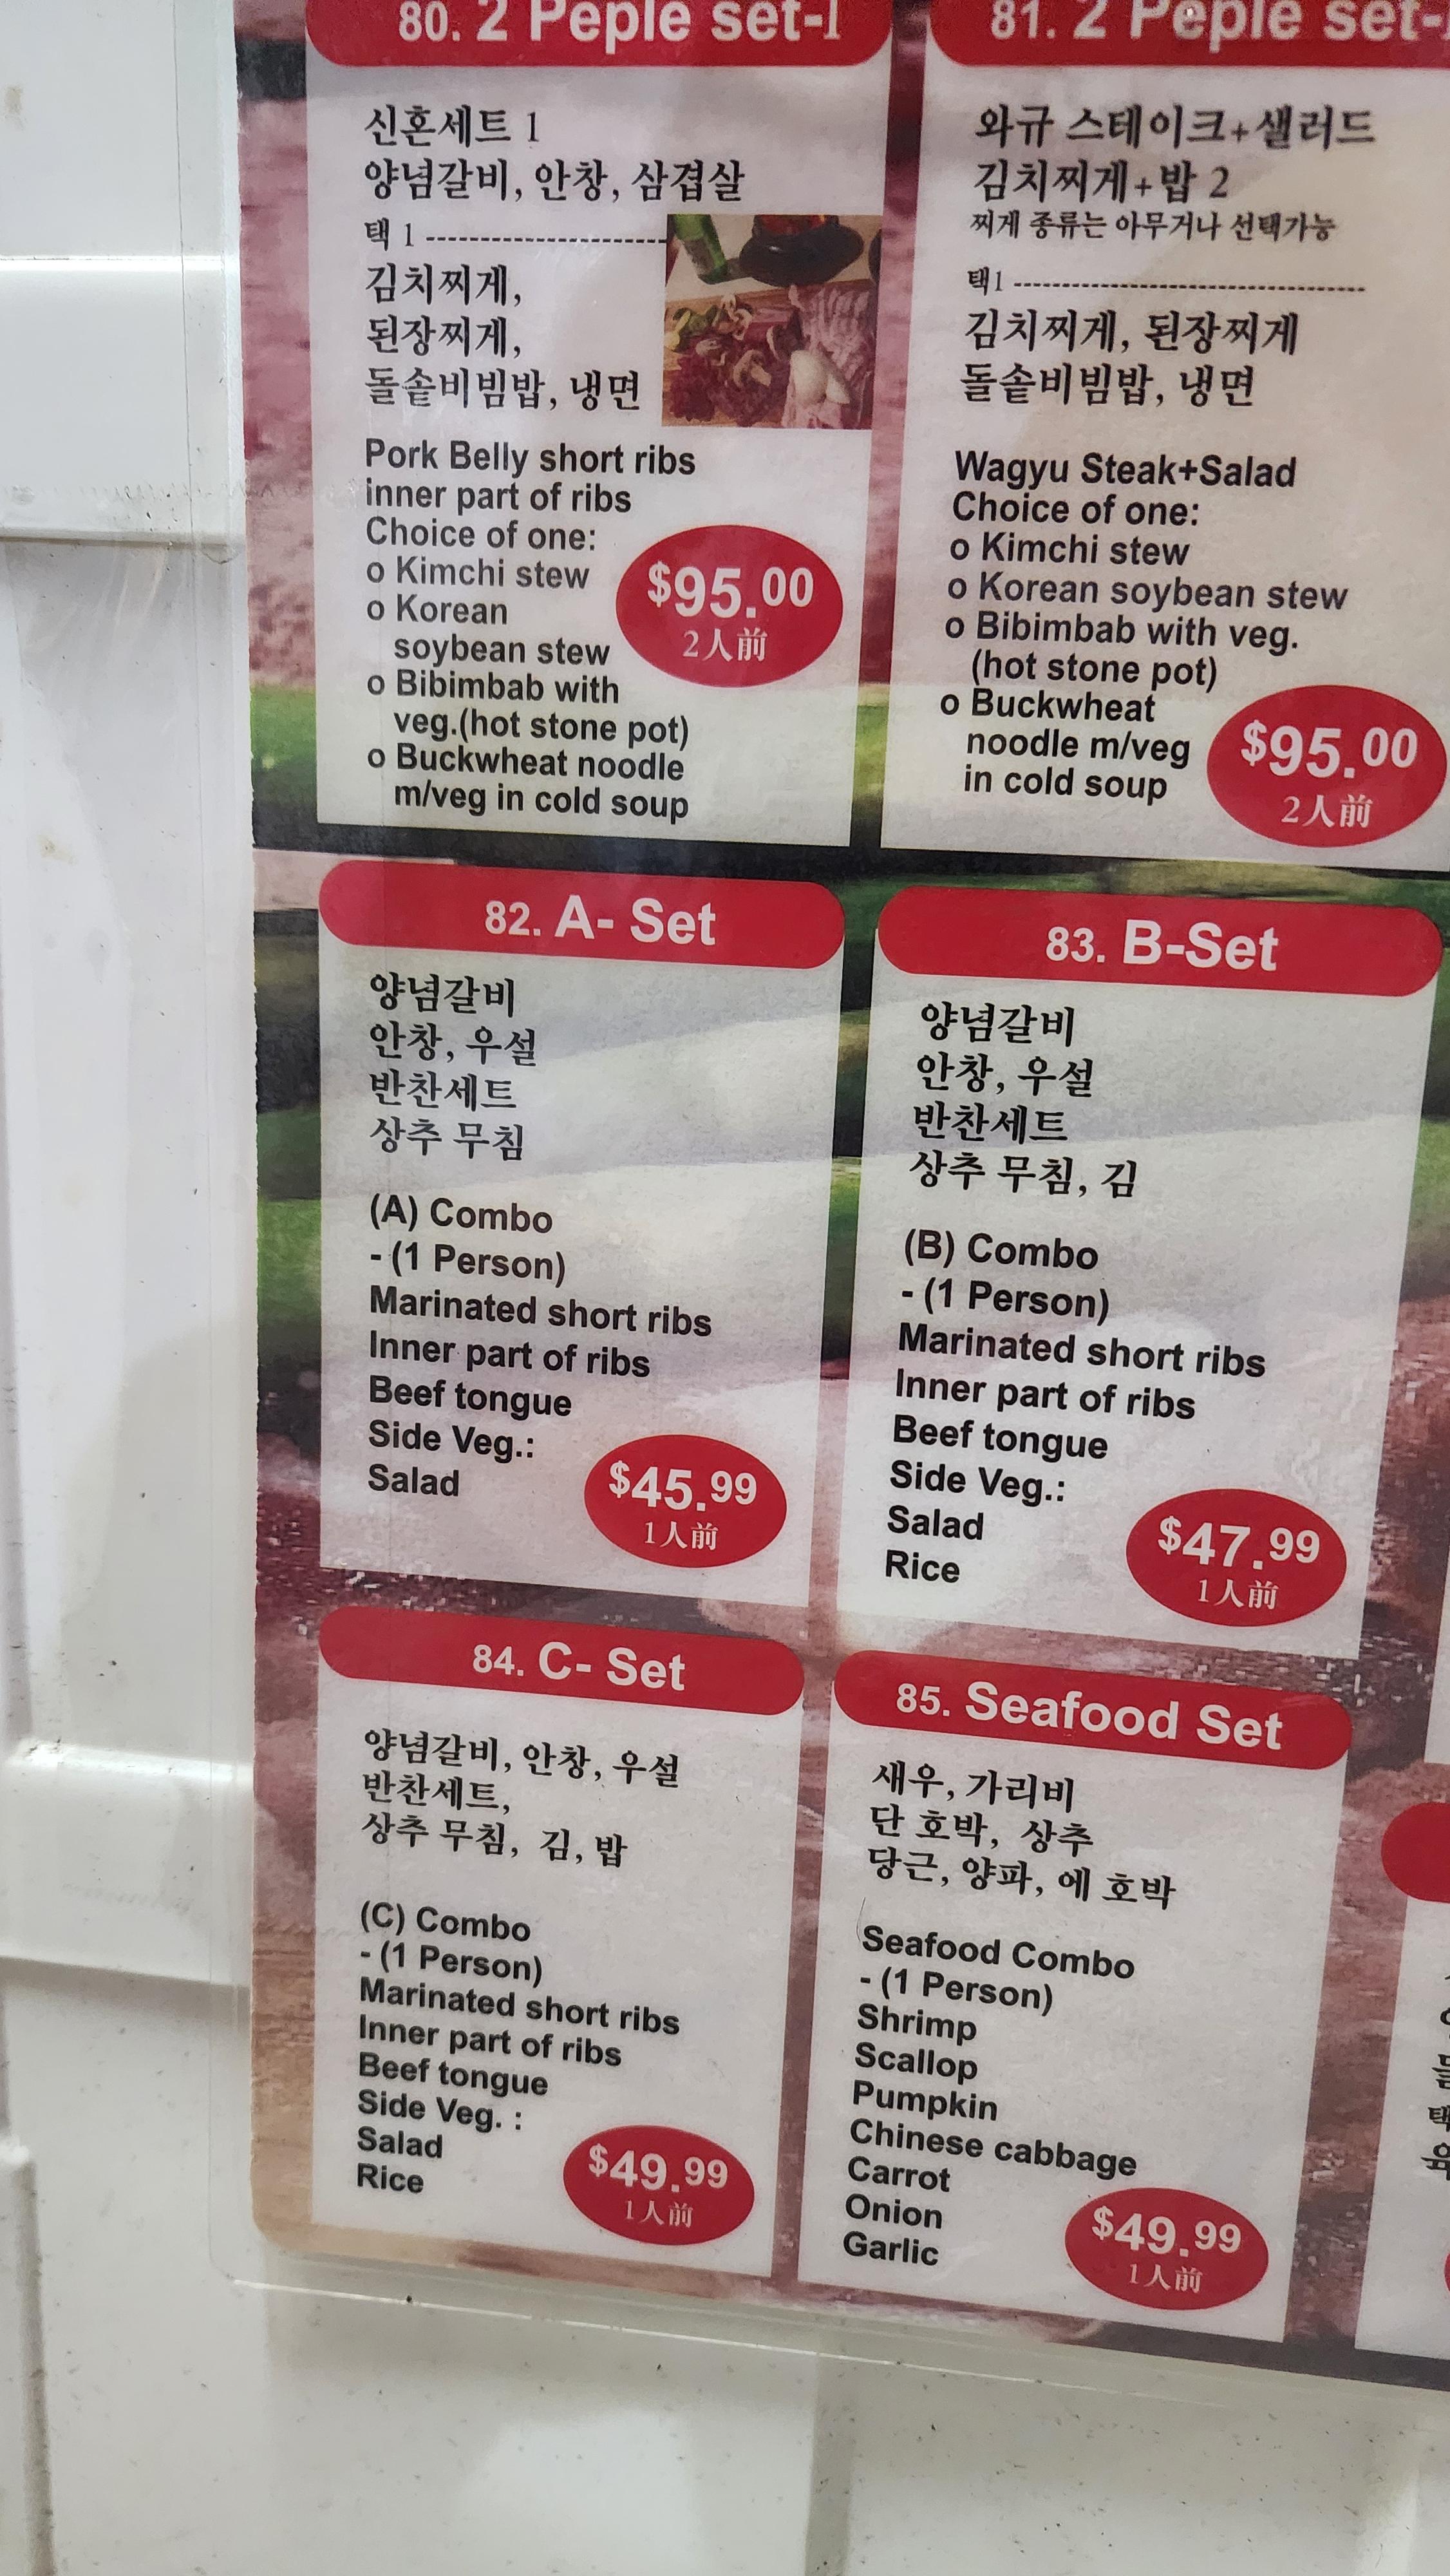 80. 2 Peple set-I
신혼세트 1
양념갈비, 안창, 삼겹살
택 1
김치찌게,
된장찌게,
돌솥비빔밥, 냉면
Pork Belly short ribs
inner part of ribs
Choice of one:
o Kimchi stew
o Korean
soybean stew
o Bibimbab with
veg.(hot stone pot)
o Buckwheat noodle
m/veg in cold soup
$95.00
2人前
81. 2 Peple set-
와규 스테이크+샐러드
김치찌게+밥 2
찌게 종류는 아무거나 선택가능
택1
김치찌게, 된장찌게
돌솥비빔밥, 냉면
Wagyu Steak+Salad
Choice of one:
o Kimchi stew
o Korean soybean stew
o Bibimbab with veg.
(hot stone pot)
o Buckwheat
noodle m/veg
in cold soup
$95.00
2人前
82. A- Set
양념갈비
안창, 우설
반찬세트
상추 무침
(A) Combo
- (1 Person)
Marinated short ribs
Inner part of ribs
Beef tongue
Side Veg.:
Salad
$45.99
1人前
83. B-Set
양념갈비
안창, 우설
반찬세트
상추 무침, 김
(B) Combo
- (1 Person)
Marinated short ribs
Inner part of ribs
Beef tongue
Side Veg.:
Salad
Rice
$47.99
1人前
84. C- Set
양념갈비, 안창, 우설
반찬세트,
상추 무침, 김, 밥
(C) Combo
- (1 Person)
Marinated short ribs
Inner part of ribs
Beef tongue
Side Veg. :
Salad
Rice
$49.99
1人前
85. Seafood Set
새우, 가리비
단 호박, 상추
당근, 양파, 에 호박
Seafood Combo
- (1 Person)
Shrimp
Scallop
Pumpkin
Chinese cabbage
Carrot
Onion
Garlic
$49.99
1人前
택